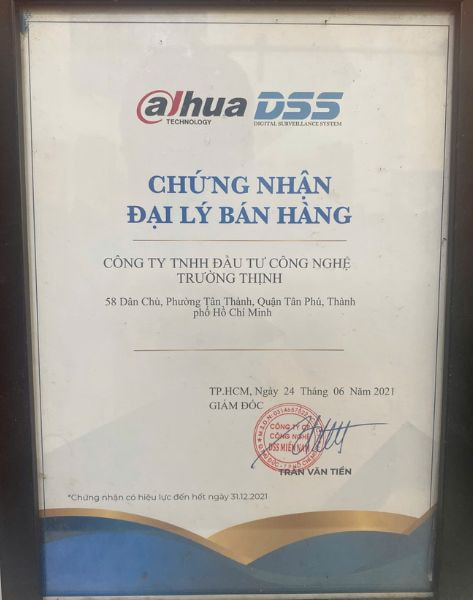 alhua DSS
TECHNOLOGY
DIGITAL SURVEILLANCE SYSTEM
CHỨNG NHẬN
ĐẠI LÝ BÁN HÀNG
CÔNG TY TNHH ĐẦU TƯ CÔNG NGHỆ
TRƯỜNG THỊNH
58 Dân Chủ, Phường Tân Thành, Quận Tân Phú, Thành
phố Hồ Chí Minh
TP.HCM, Ngày 24 Tháng 06 Năm 2021
GIÁM ĐỐC
CÔNG TY CP
CÔNG NGHỆ
DSS MIỀN NAM
TRẦN VĂN TIẾN
*Chứng nhận có hiệu lực đến hết ngày 31.12.2021